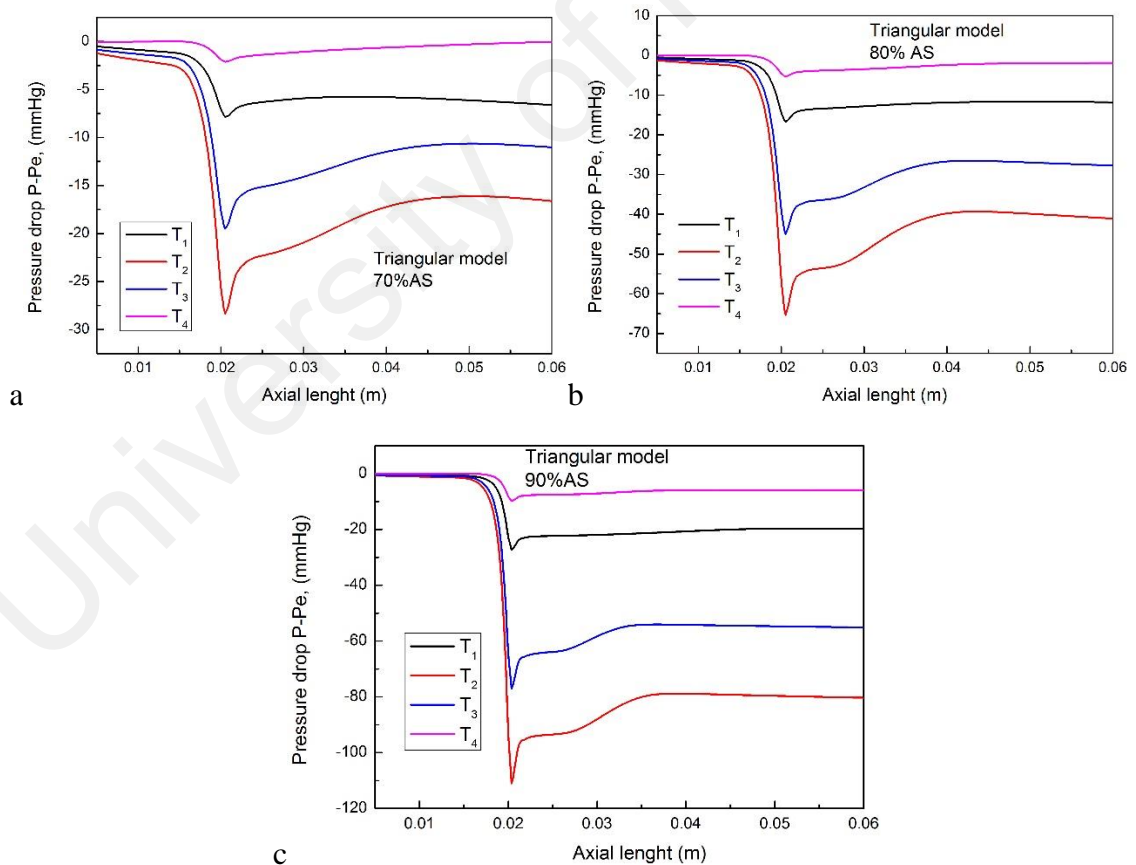 Triangular model
70%AS
Pressure drop P-Pe, (mmHg)
0
-5
-10
-15
-20
-25
-30
T1
T2
T3
T4
0.01 0.02 0.03 0.04 0.05 0.06
Axial lenght (m)
a
Triangular model
80% AS
Pressure drop P-Pe, (mmHg)
10
0
-10
-20
-30
-40
-50
-60
-70
T1
T2
T3
T4
0.01 0.02 0.03 0.04 0.05 0.06
Axial lenght (m)
b
Triangular model
90%AS
Pressure drop P-Pe, (mmHg)
0
-20
-40
-60
-80
-100
-120
T1
T2
T3
T4
0.01 0.02 0.03 0.04 0.05 0.06
Axial lenght (m)
c
University of